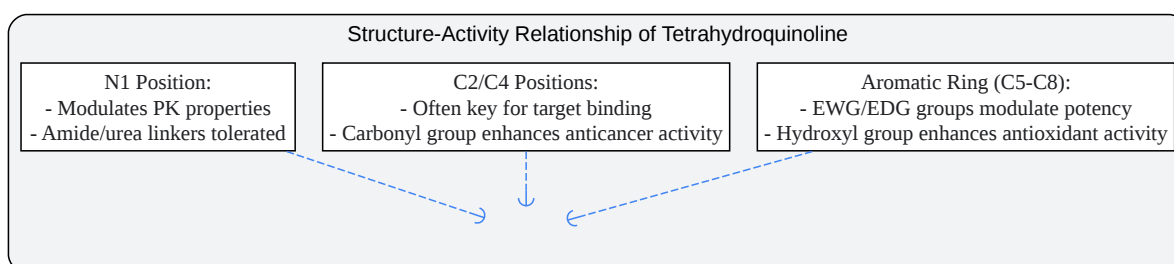 Structure-Activity Relationship of Tetrahydroquinoline
N1 Position:
- Modulates PK properties
- Amide/urea linkers tolerated
C2/C4 Positions:
- Often key for target binding
- Carbonyl group enhances anticancer activity
Aromatic Ring (C5-C8):
- EWG/EDG groups modulate potency
- Hydroxyl group enhances antioxidant activity